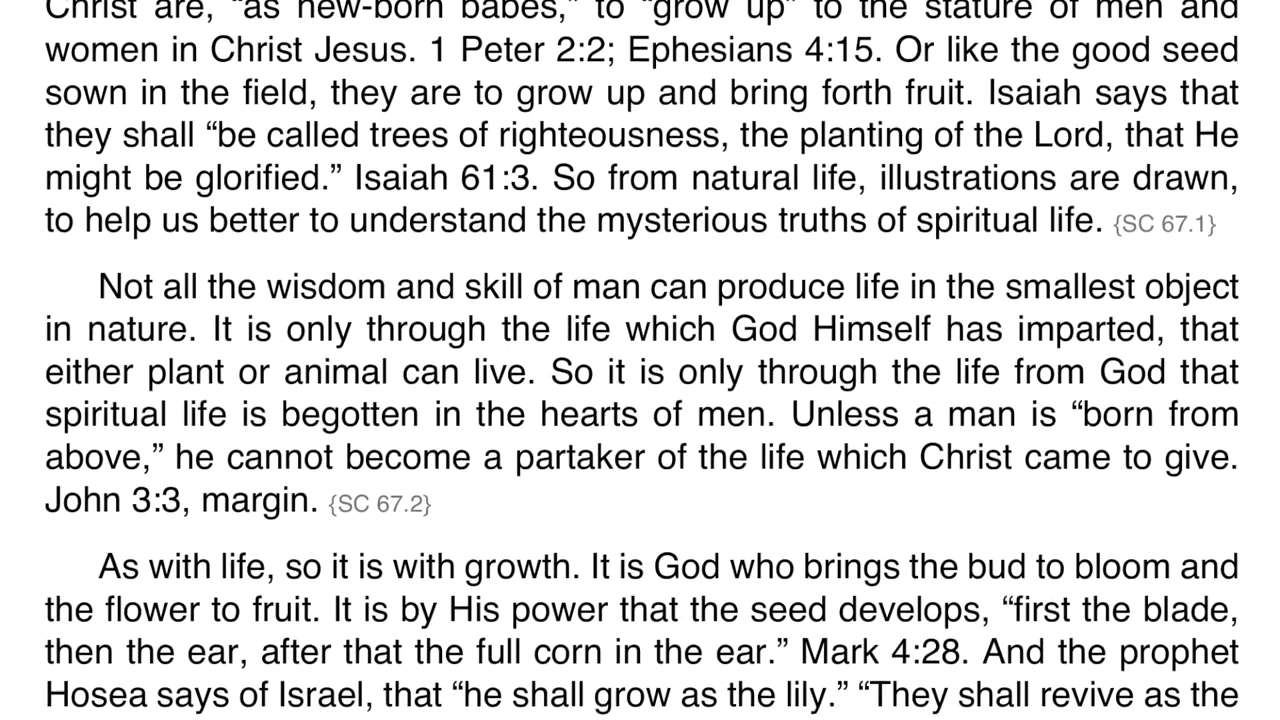 Christ are, “as new-born babes,” to “grow up” to the stature of men and
women in Christ Jesus. 1 Peter 2:2; Ephesians 4:15. Or like the good seed
sown in the field, they are to grow up and bring forth fruit. Isaiah says that
they shall “be called trees of righteousness, the planting of the Lord, that He
might be glorified.” Isaiah 61:3. So from natural life, illustrations are drawn,
to help us better to understand the mysterious truths of spiritual life. {SC 67.1}
Not all the wisdom and skill of man can produce life in the smallest object
in nature. It is only through the life which God Himself has imparted, that
either plant or animal can live. So it is only through the life from God that
spiritual life is begotten in the hearts of men. Unless a man is “born from
above,” he cannot become a partaker of the life which Christ came to give.
John 3:3, margin. {SC 67.2}
As with life, so it is with growth. It is God who brings the bud to bloom and
the flower to fruit. It is by His power that the seed develops, “first the blade,
then the ear, after that the full corn in the ear.” Mark 4:28. And the prophet
Hosea says of Israel, that “he shall grow as the lily.” “They shall revive as the